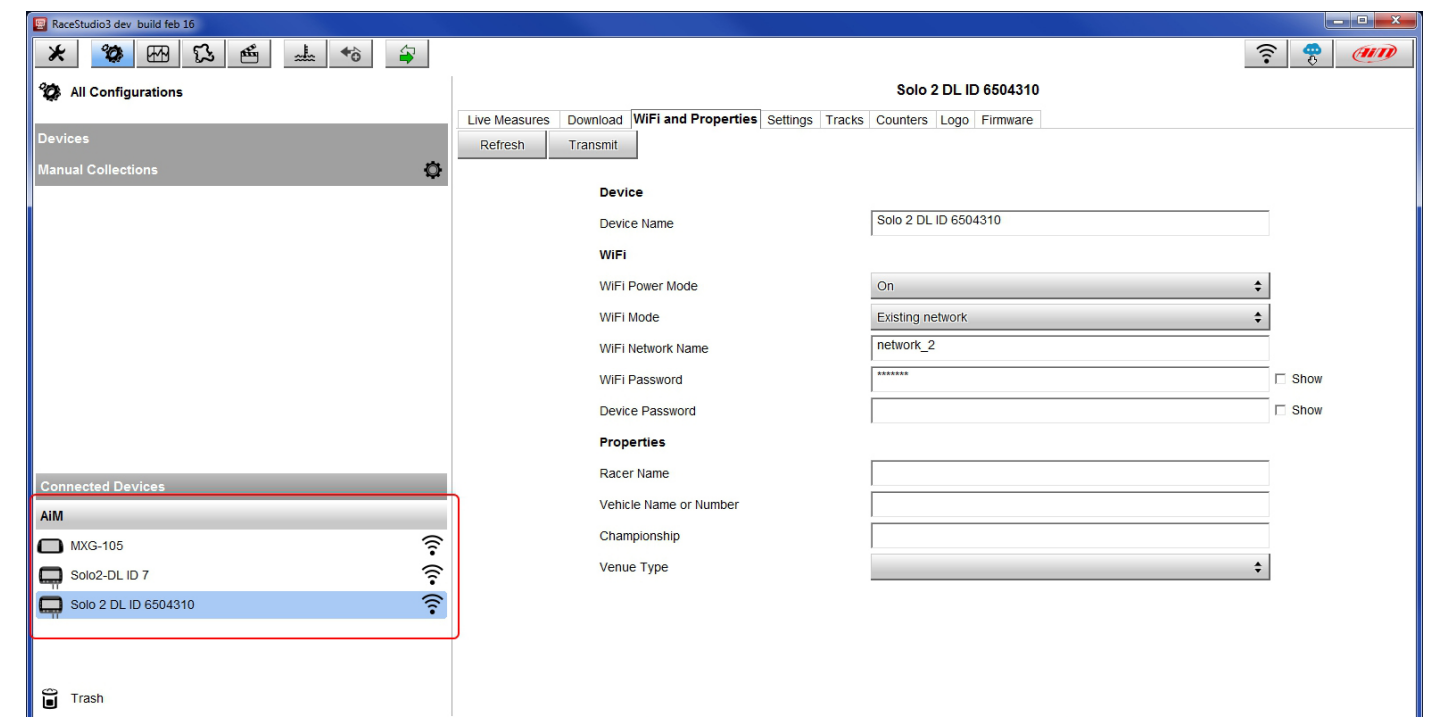 RaceStudio3 dev build feb 16
AiM
All Configurations
Solo 2 DL ID 6504310
Live Measures Download WiFi and Properties Settings Tracks Counters Logo Firmware
Devices
Refresh Transmit
Manual Collections
Device
Device Name Solo 2 DL ID 6504310
WiFi
WiFi Power Mode On
WiFi Mode Existing network
WiFi Network Name network_2
WiFi Password ******* Show
Device Password Show
Properties
Racer Name
Vehicle Name or Number
Championship
Venue Type
Connected Devices
AiM
MXG-105
Solo2-DL ID 7
Solo 2 DL ID 6504310
Trash